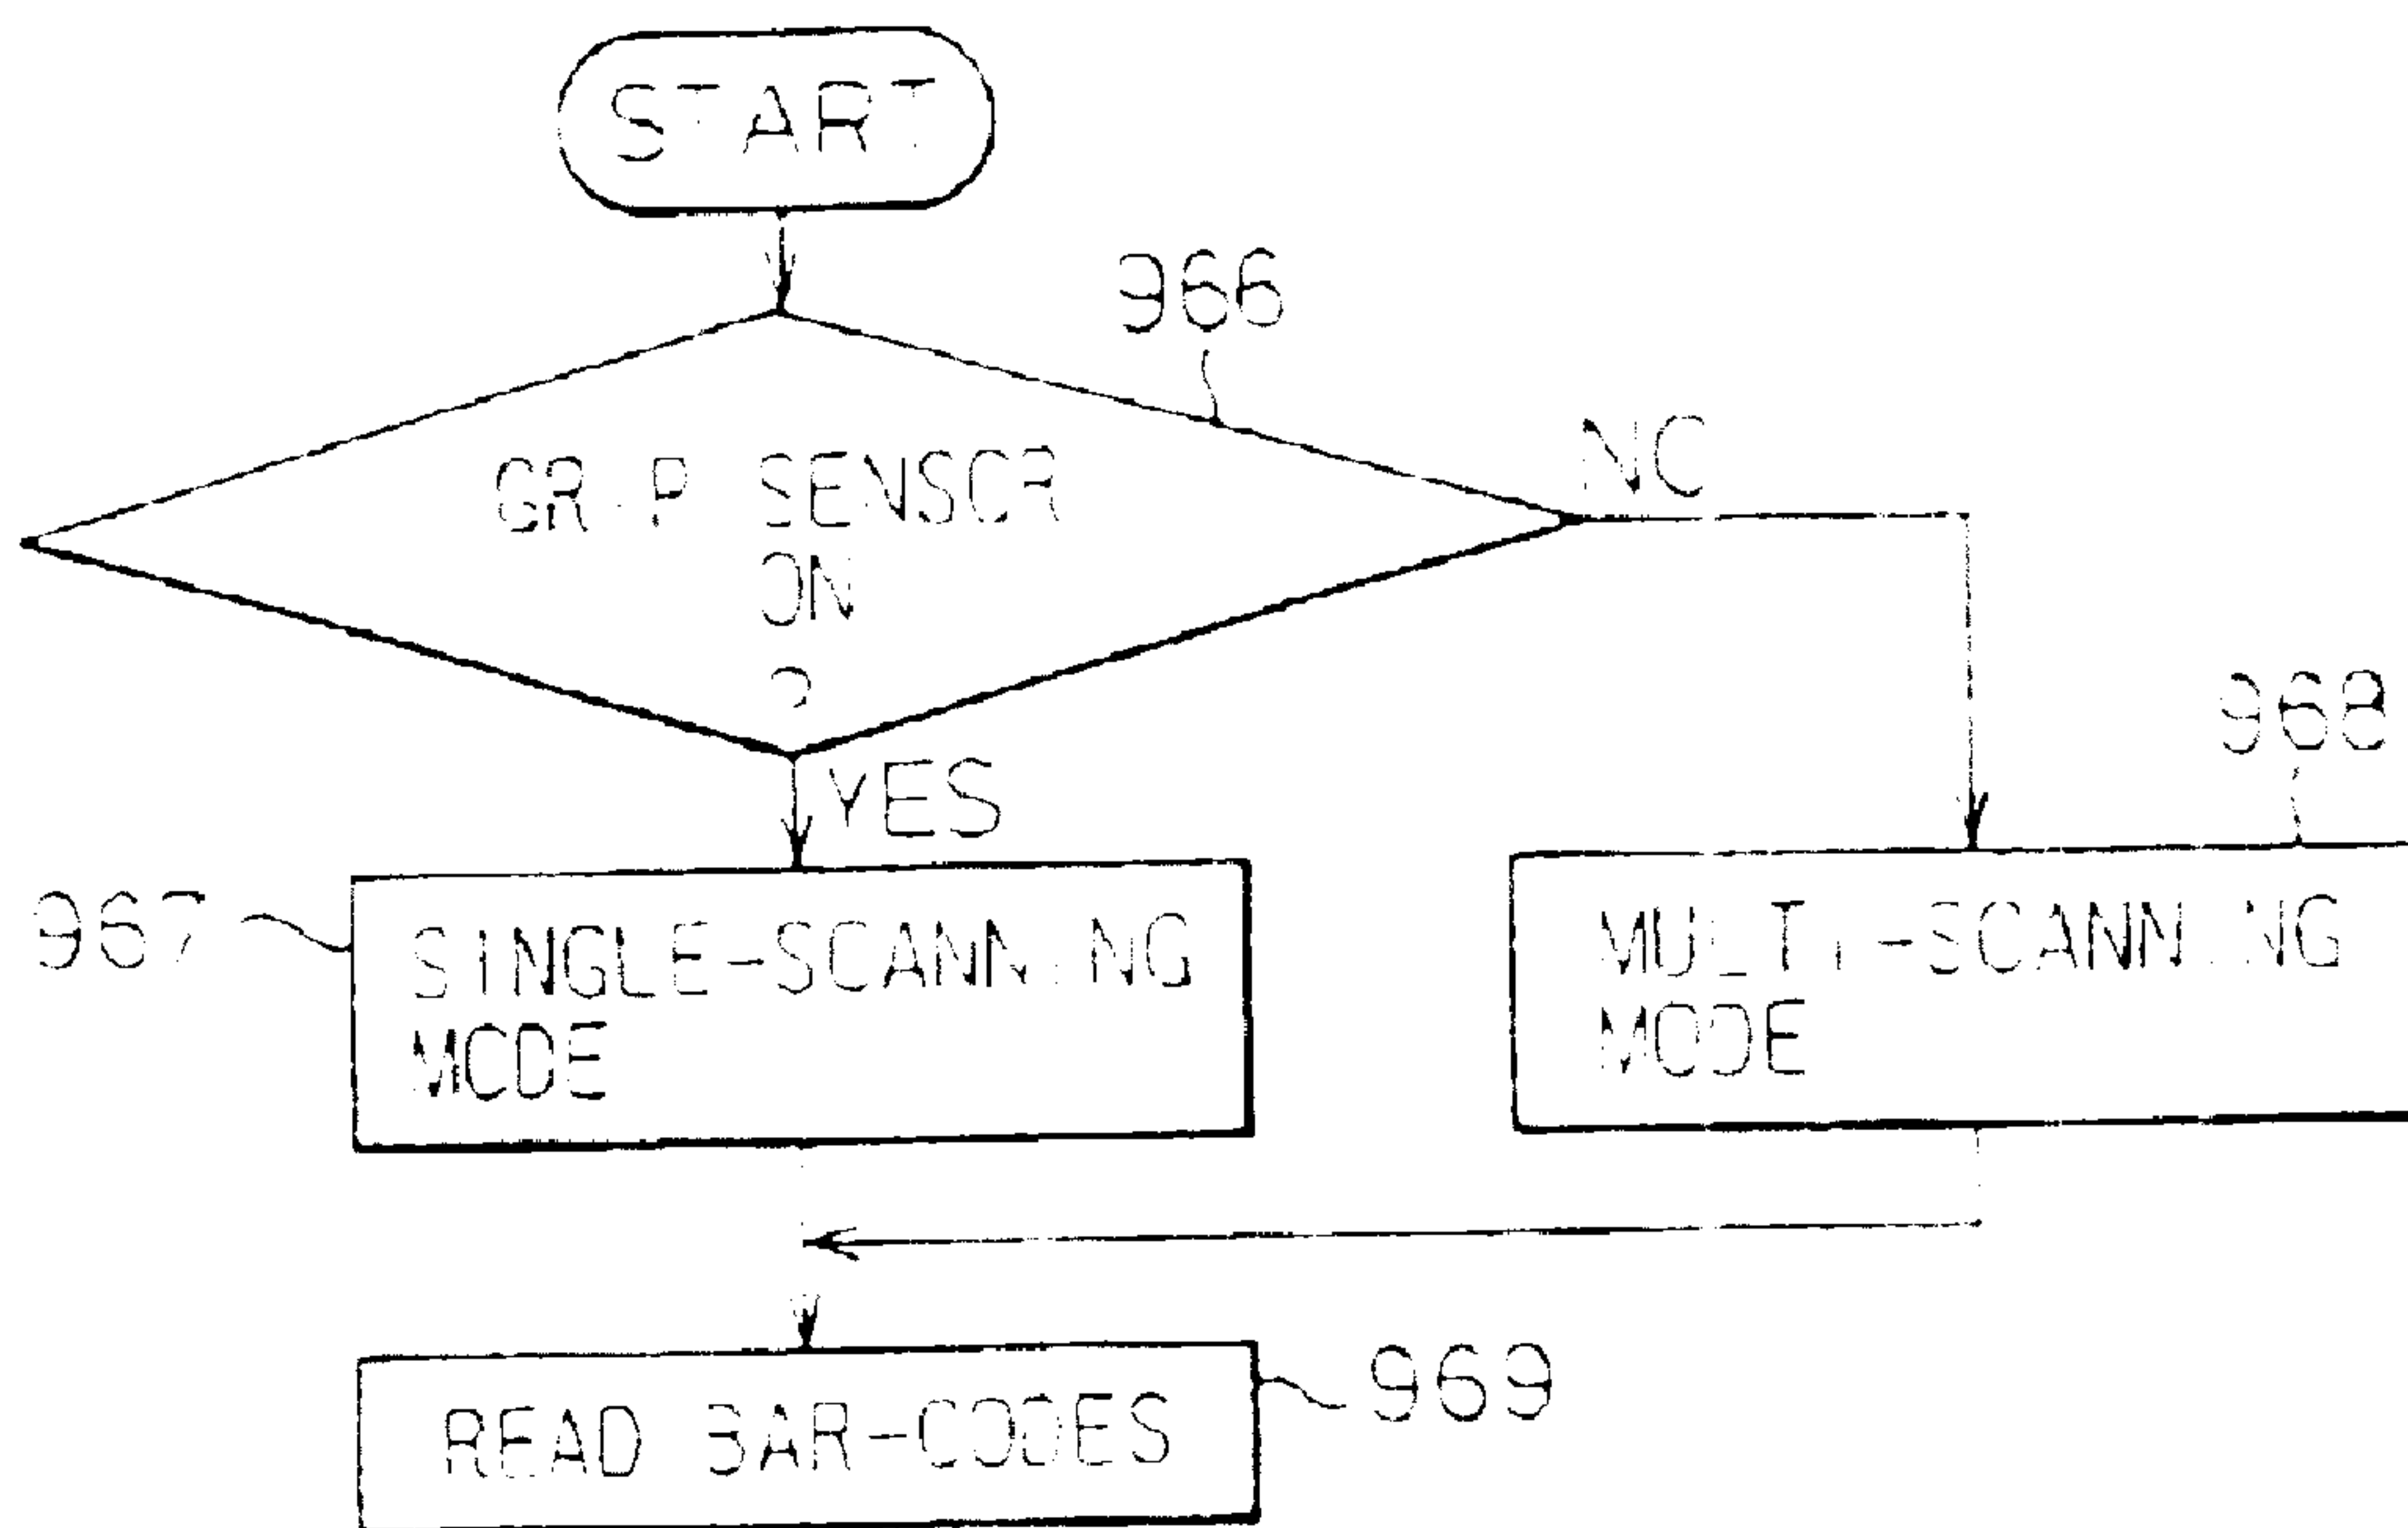 START
966
GRIP SENSOR
ON
?
NO
YES
968
967
SINGLE-SCANNING
MODE
MULTI-SCANNING
MODE
READ BAR-CODES
969